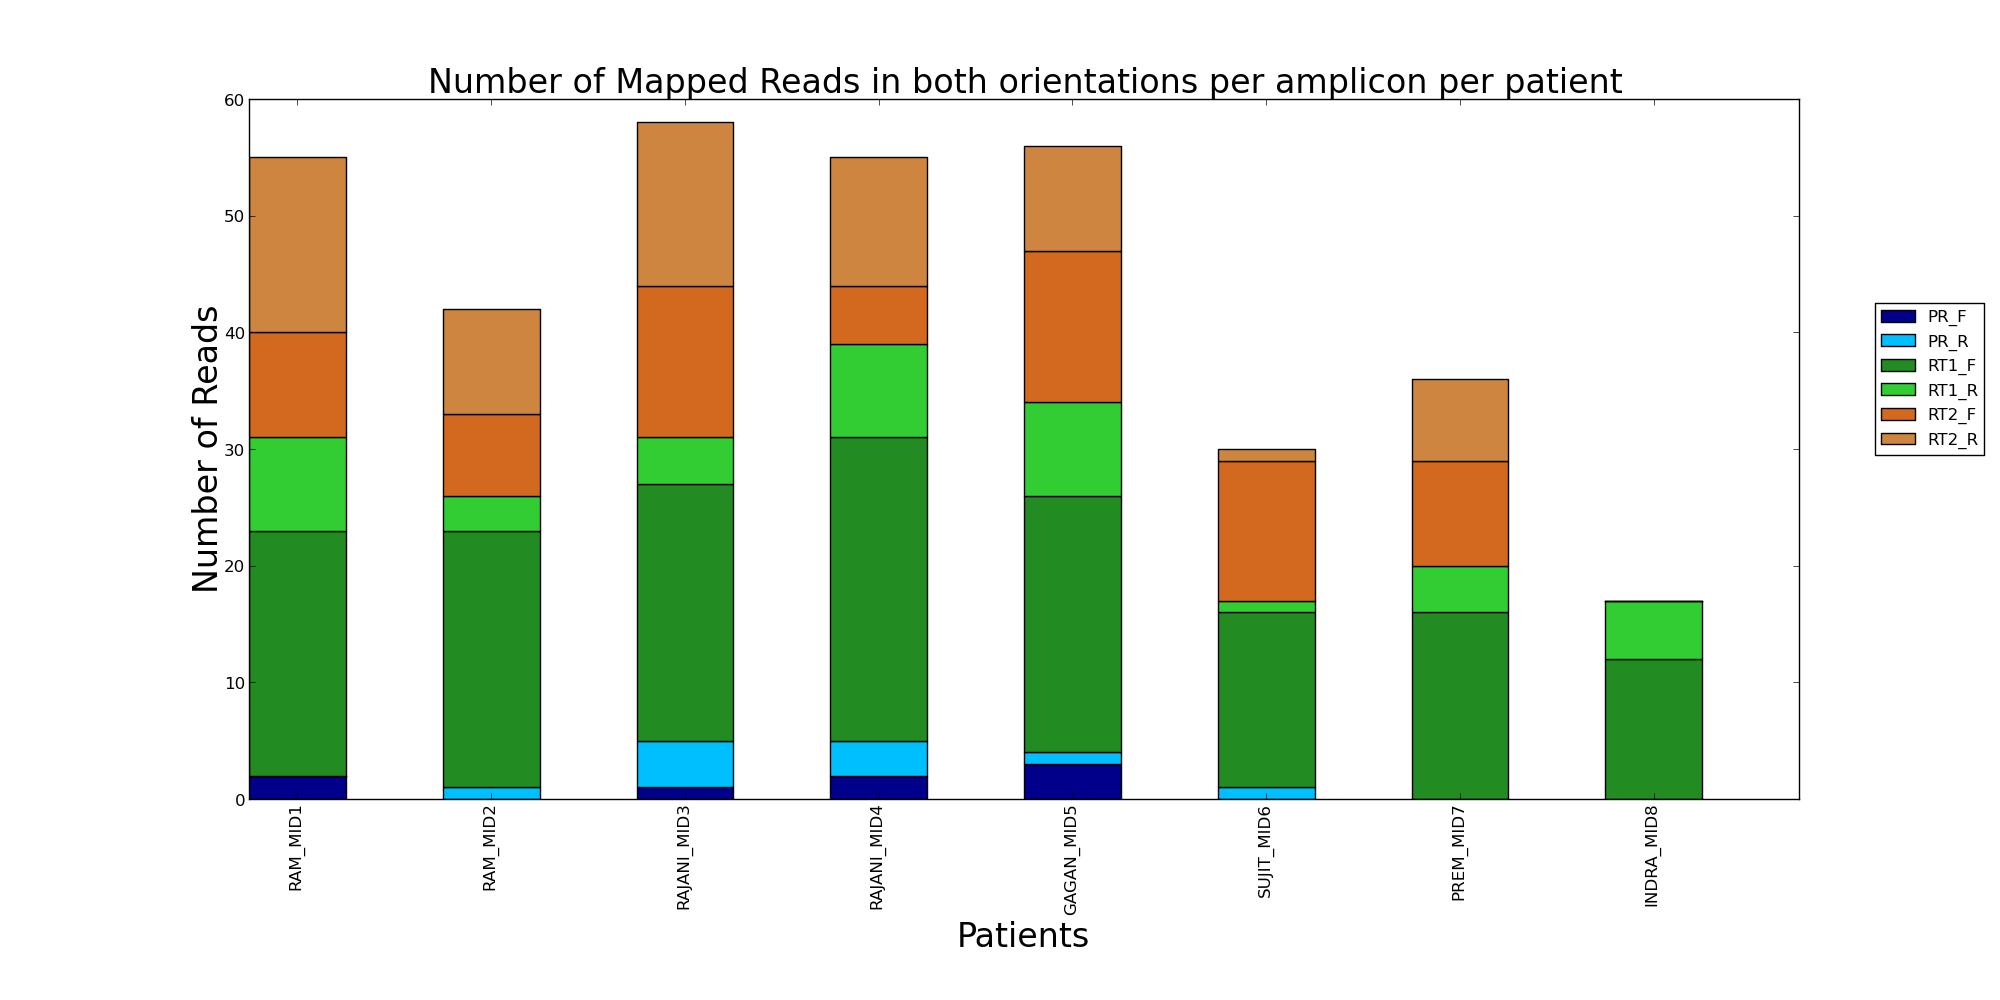 Number of Mapped Reads in both orientations per amplicon per patient
Number of Reads
60
50
40
30
20
10
0
RAM_MID1
RAM_MID2
RAJANI_MID3
RAJANI_MID4
GAGAN_MID5
SUJIT_MID6
PREM_MID7
INDRA_MID8
Patients
PR_F
PR_R
RT1_F
RT1_R
RT2_F
RT2_R